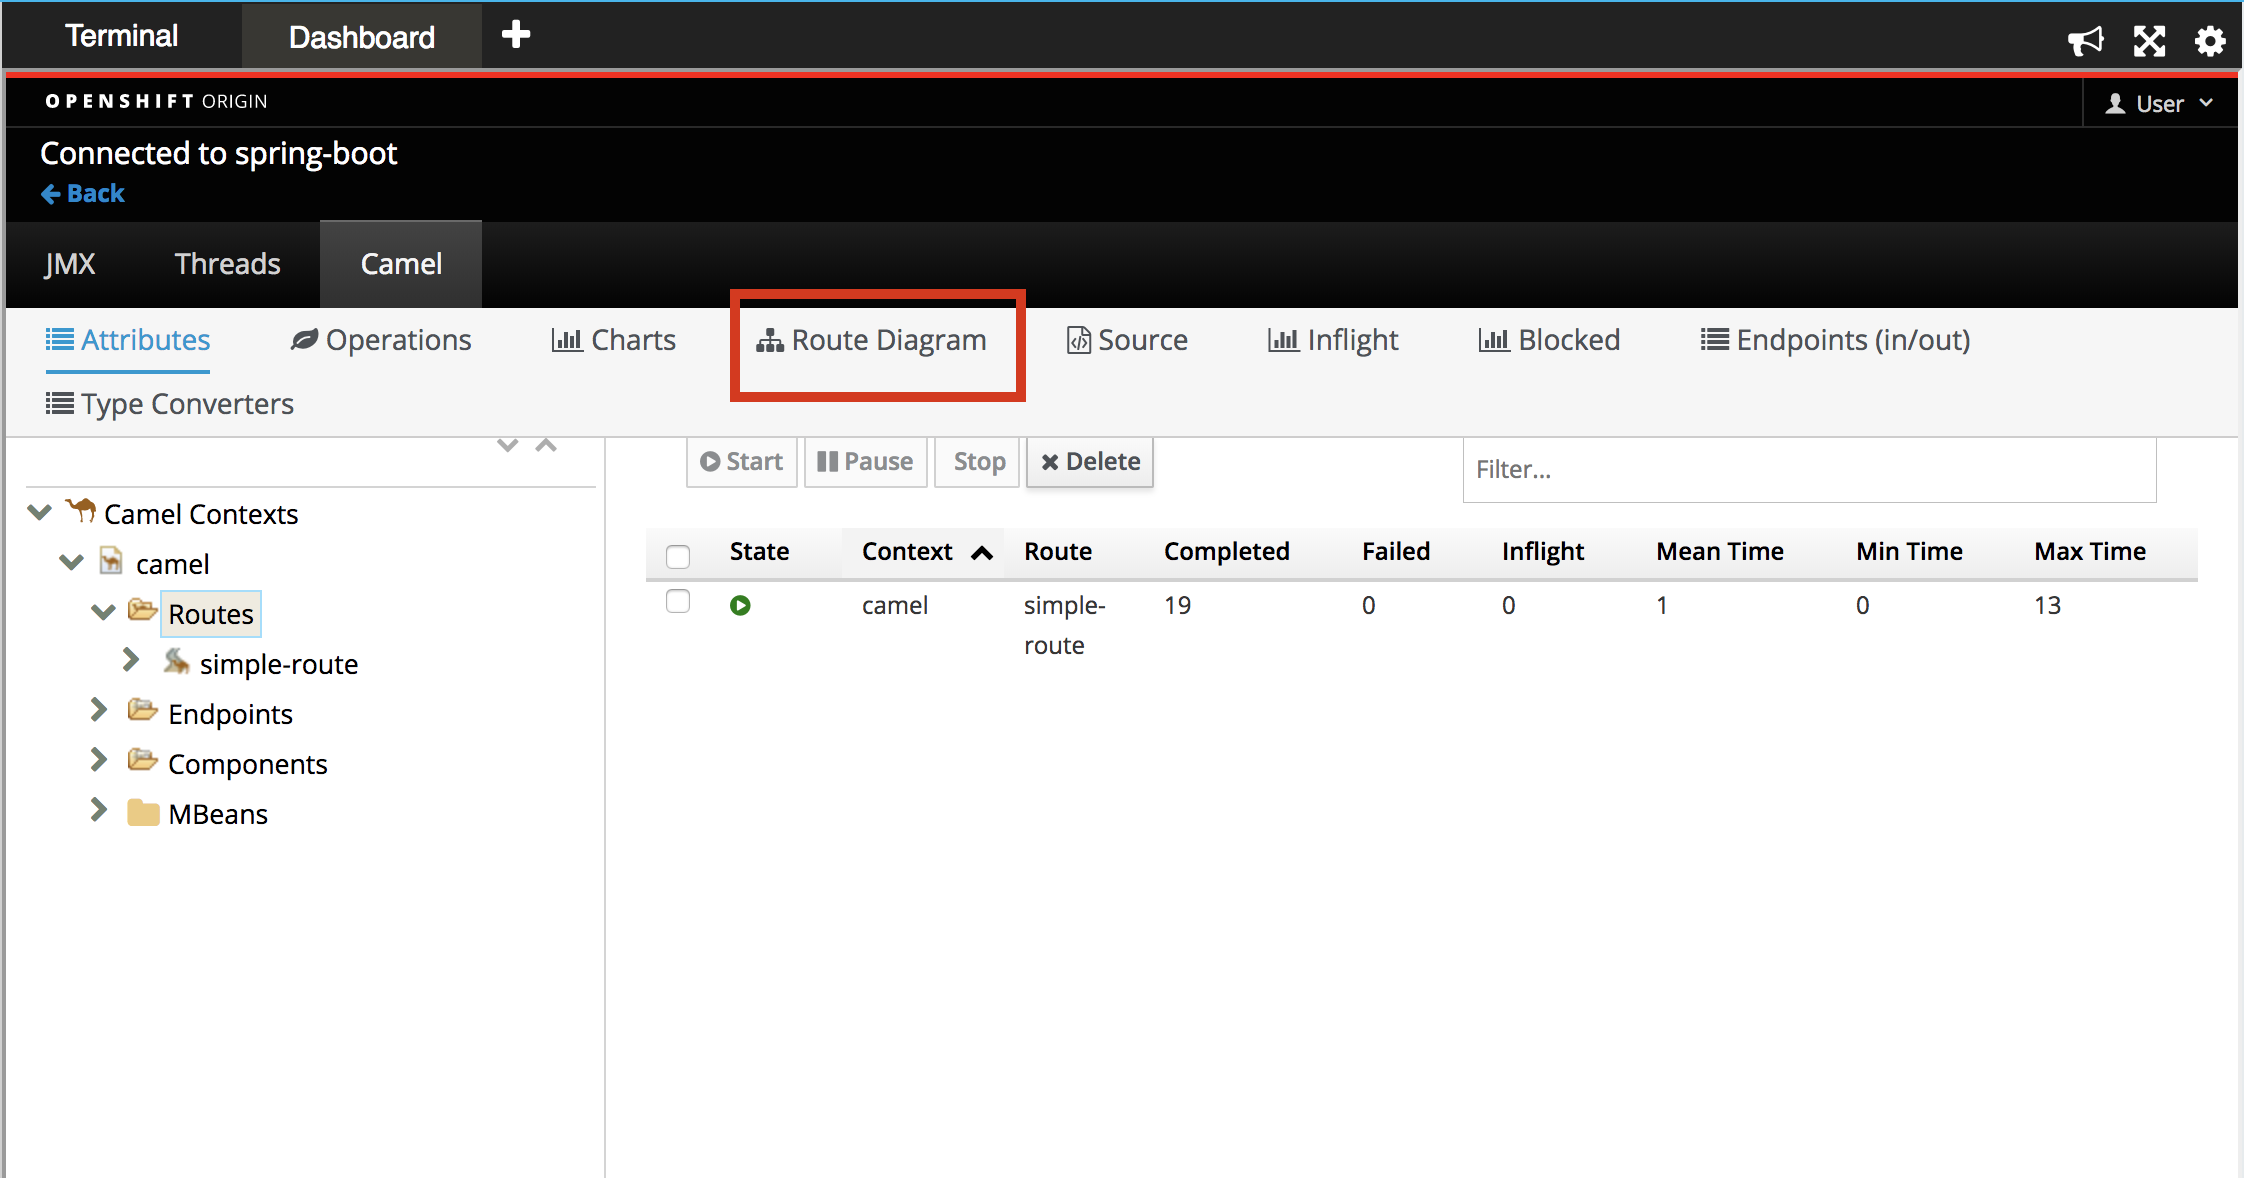 Terminal Dashboard
OPENSHIFT ORIGIN User
Connected to spring-boot
Back
JMX Threads Camel
Attributes Operations Charts Route Diagram Source Inflight Blocked Endpoints (in/out)
Type Converters
Start Pause Stop Delete Filter...
Camel Contexts
camel
Routes
simple-route
Endpoints
Components
MBeans
State Context Route Completed Failed Inflight Mean Time Min Time Max Time
camel simple- 19 0 0 1 0 13
route